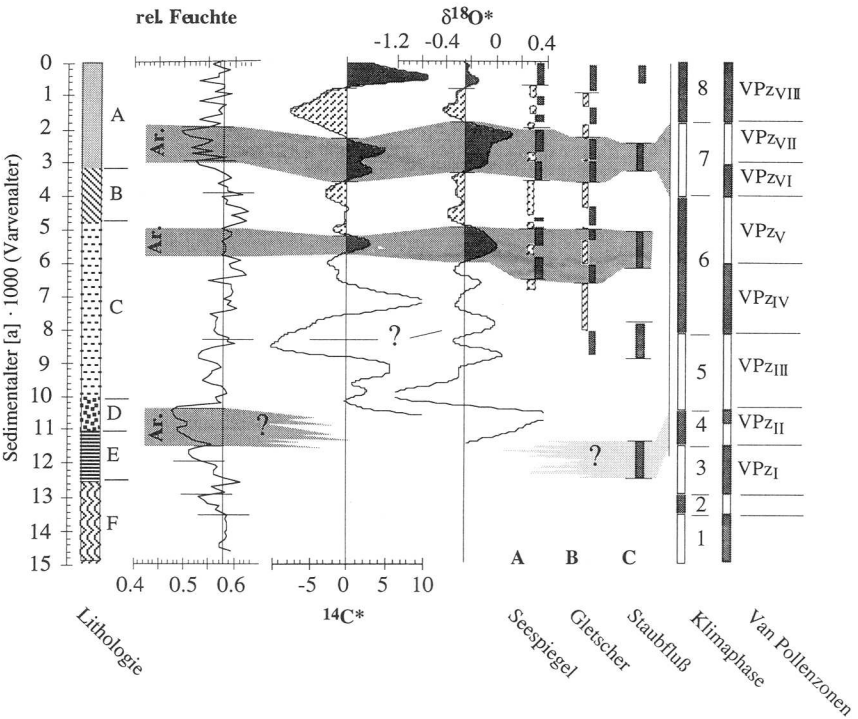 rel. Feuchte
δ18O*
-1.2 -0.4 0 0.4
Sedimentalter [a] · 1000 (Varvenalter)
0
1
2
3
4
5
6
7
8
9
10
11
12
13
14
15
A
B
C
D
E
F
Ar.
Ar.
Ar.
?
?
?
8
7
6
5
4
3
2
1
VPzVIII
VPzVII
VPzVI
VPzV
VPzIV
VPzIII
VPzII
VPzI
A B C
0.4 0.5 0.6
-5 0 5 10
14C*
Lithologie
Seespiegel
Gletscher
Staubfluß
Klimaphase
Van Pollenzonen